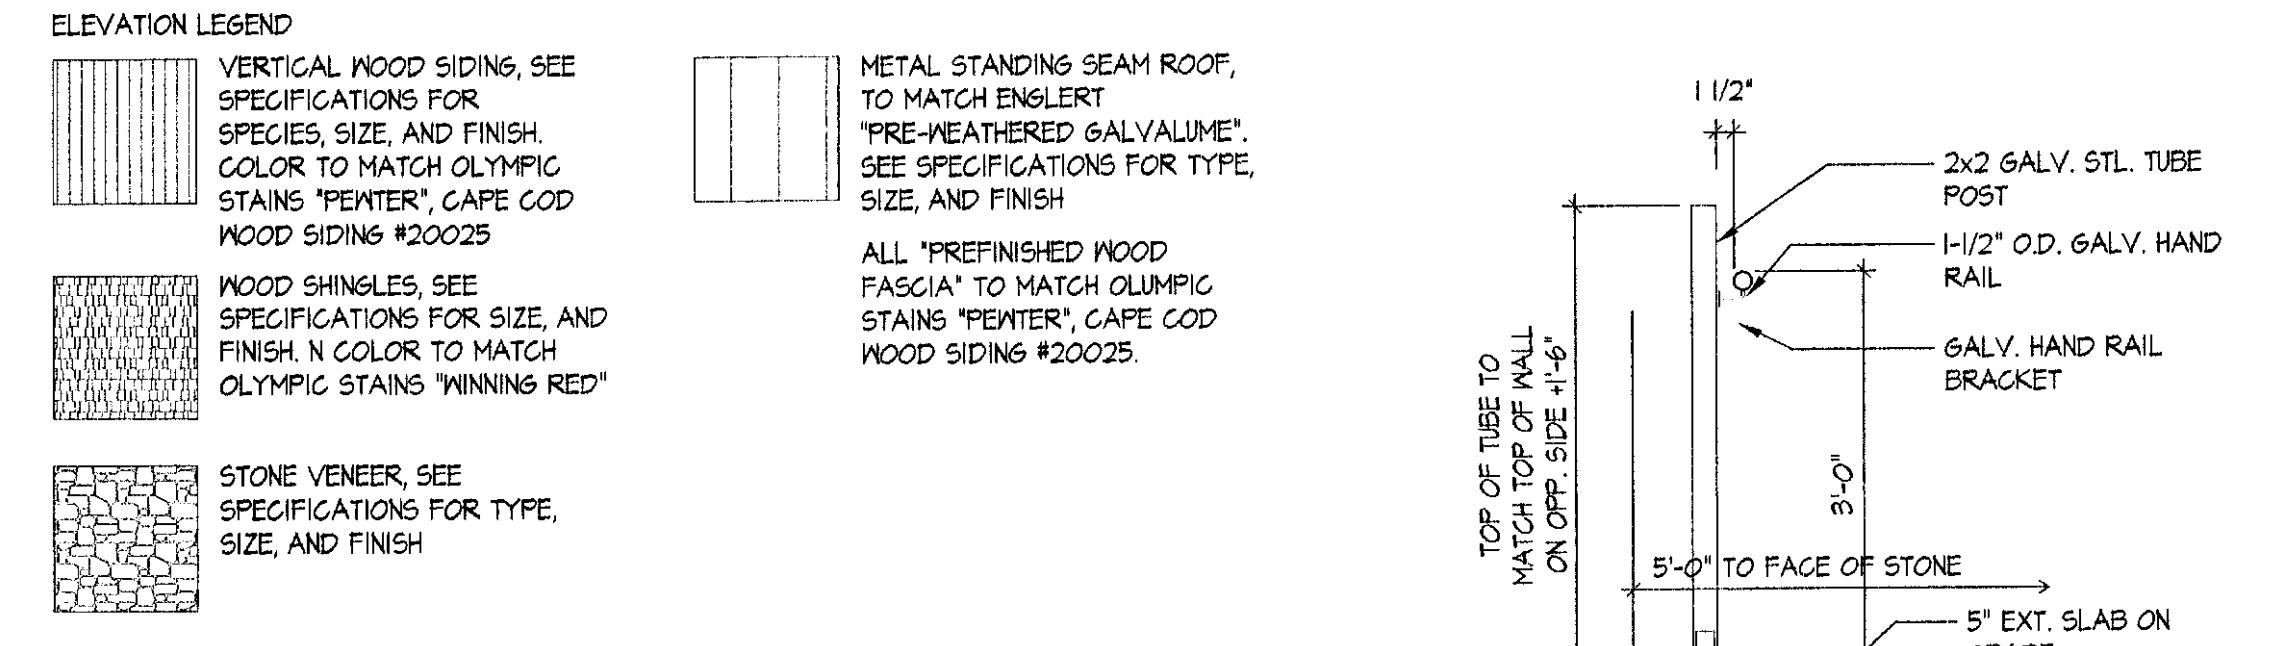 ELEVATION LEGEND
VERTICAL WOOD SIDING, SEE
SPECIFICATIONS FOR
SPECIES, SIZE, AND FINISH.
COLOR TO MATCH OLYMPIC
STAINS "PEWTER", CAPE COD
WOOD SIDING #20025
WOOD SHINGLES, SEE
SPECIFICATIONS FOR SIZE, AND
FINISH. N COLOR TO MATCH
OLYMPIC STAINS "WINNING RED"
STONE VENEER, SEE
SPECIFICATIONS FOR TYPE,
SIZE, AND FINISH
METAL STANDING SEAM ROOF,
TO MATCH ENGLERT
"PRE-WEATHERED GALVALUME".
SEE SPECIFICATIONS FOR TYPE,
SIZE, AND FINISH
ALL "PREFINISHED WOOD
FASCIA" TO MATCH OLUMPIC
STAINS "PEWTER", CAPE COD
WOOD SIDING #20025.
1 1/2"
2x2 GALV. STL. TUBE
POST
1-1/2" O.D. GALV. HAND
RAIL
GALV. HAND RAIL
BRACKET
TOP OF TUBE TO
MATCH TOP OF WALL
ON OPP. SIDE +1'-6"
3'-0"
5'-0" TO FACE OF STONE
5" EXT. SLAB ON